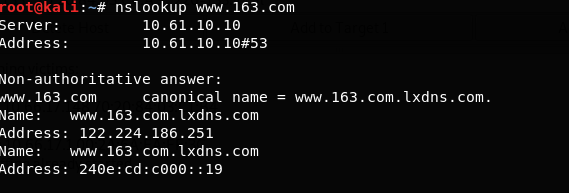 root@kali:~# nslookup www.163.com
Server: 10.61.10.10
Address: 10.61.10.10#53
Non-authoritative answer:
www.163.com canonical name = www.163.com.lxdns.com.
Name: www.163.com.lxdns.com
Address: 122.224.186.251
Name: www.163.com.lxdns.com
Address: 240e:cd:c000::19